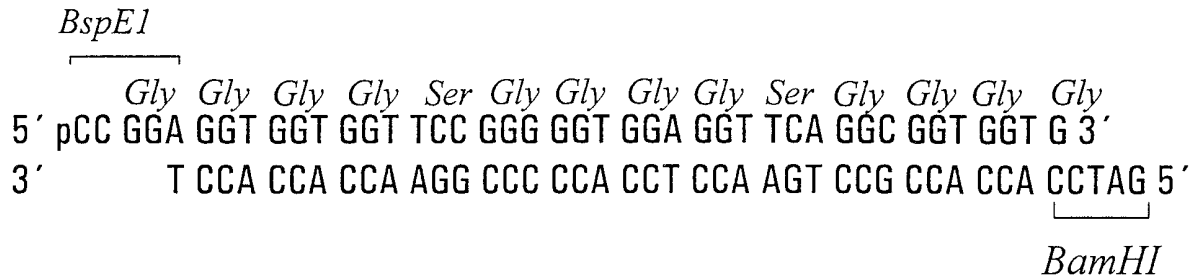 BspE1
Gly Gly Gly Gly Ser Gly Gly Gly Gly Ser Gly Gly Gly Gly
5´ pCC GGA GGT GGT GGT TCC GGG GGT GGA GGT TCA GGC GGT GGT G 3´
3´ T CCA CCA CCA AGG CCC CCA CCT CCA AGT CCG CCA CCA CCTAG 5´
BamHI